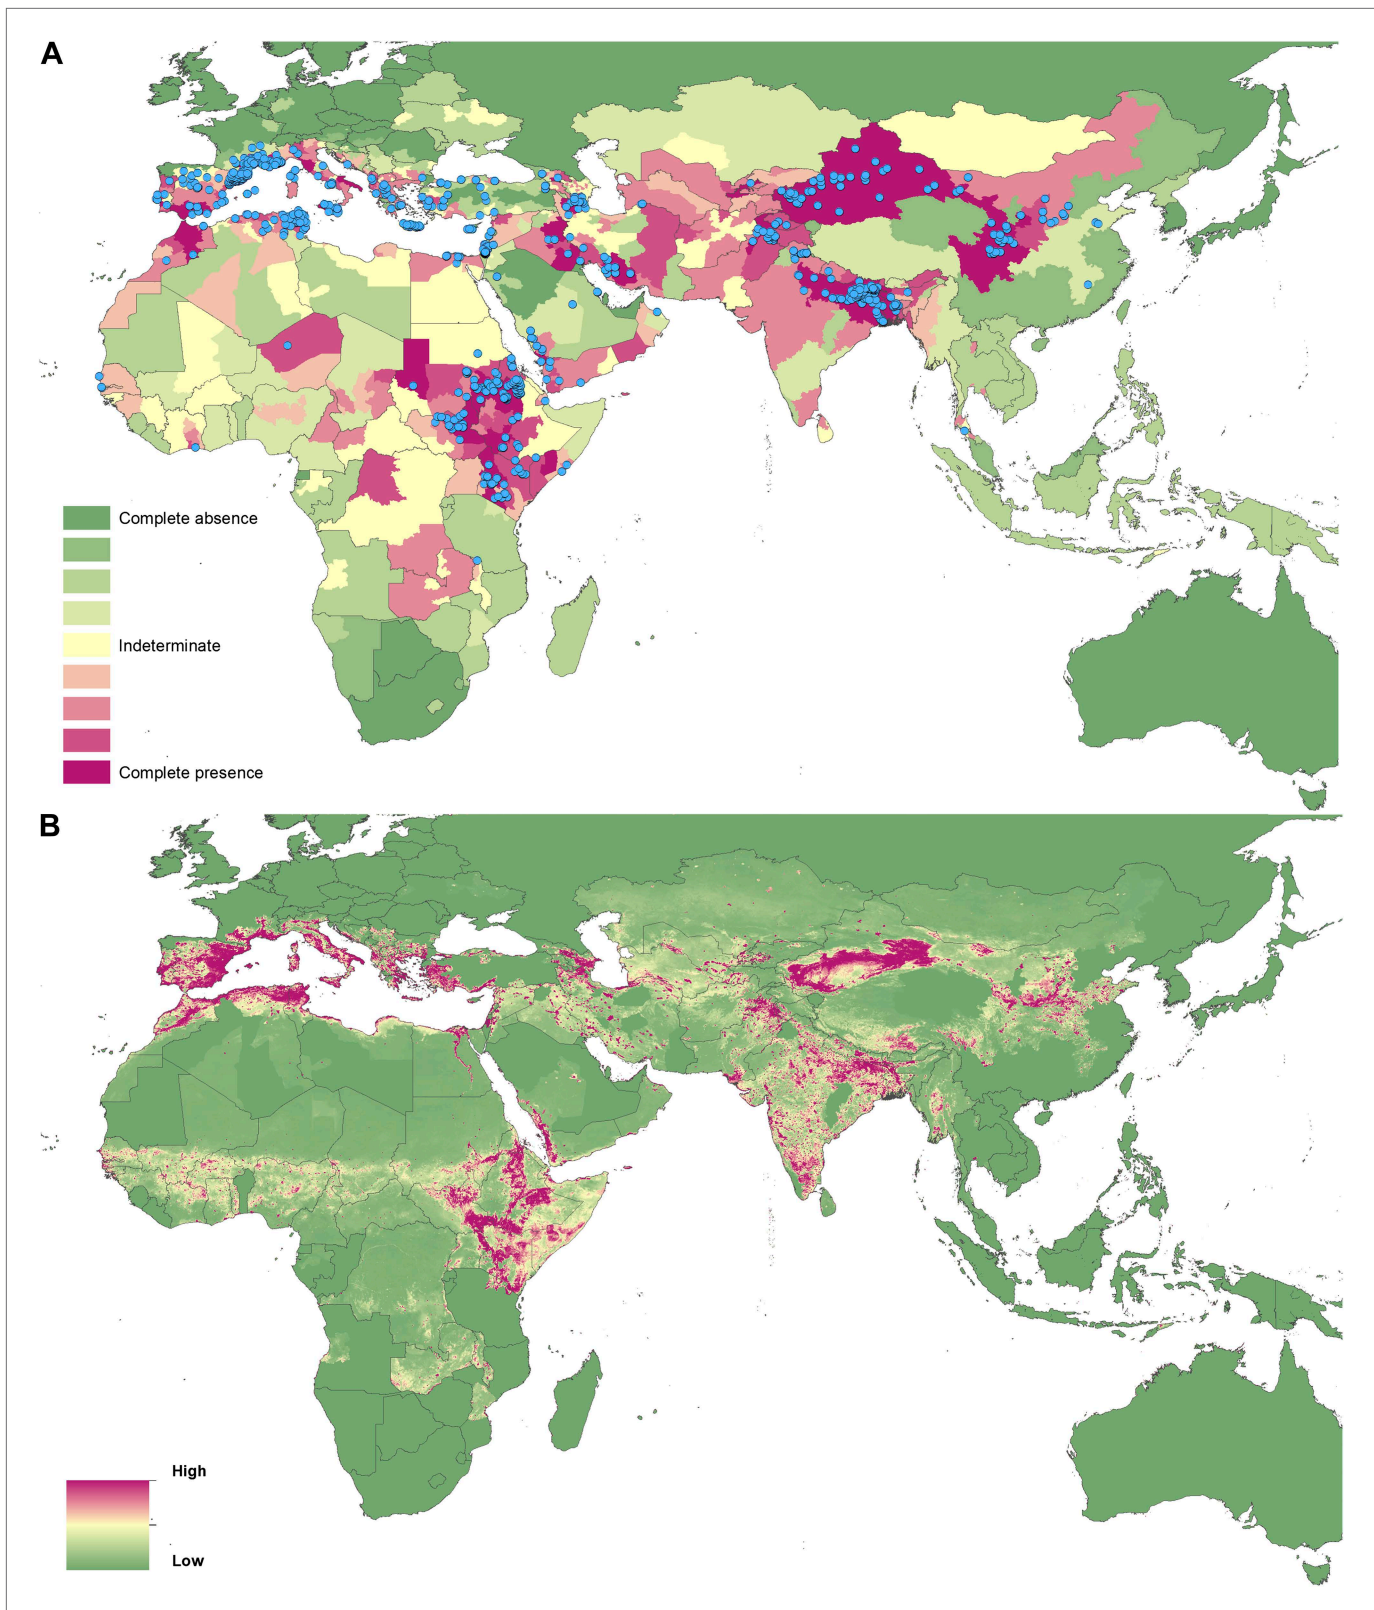 A
Complete absence
Indeterminate
Complete presence
B
High
Low